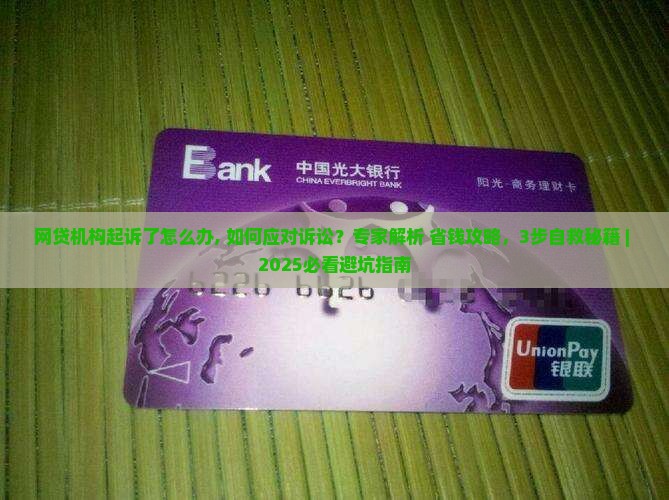 Bank
中国光大银行
CHINA EVERBRIGHT BANK
阳光·商务理财卡
网贷机构起诉了怎么办, 如何应对诉讼？专家解析 省钱攻略，3步自救秘籍 |
2025必看避坑指南
6226
UnionPay
银联